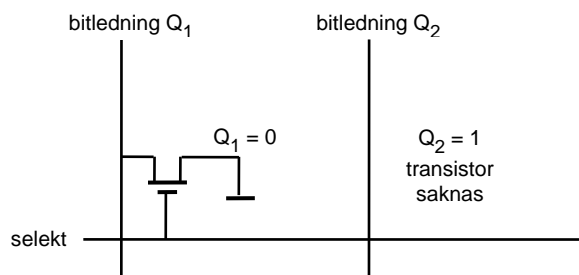 bitledning Q1
bitledning Q2
Q1 = 0
Q2 = 1
transistor
saknas
selekt